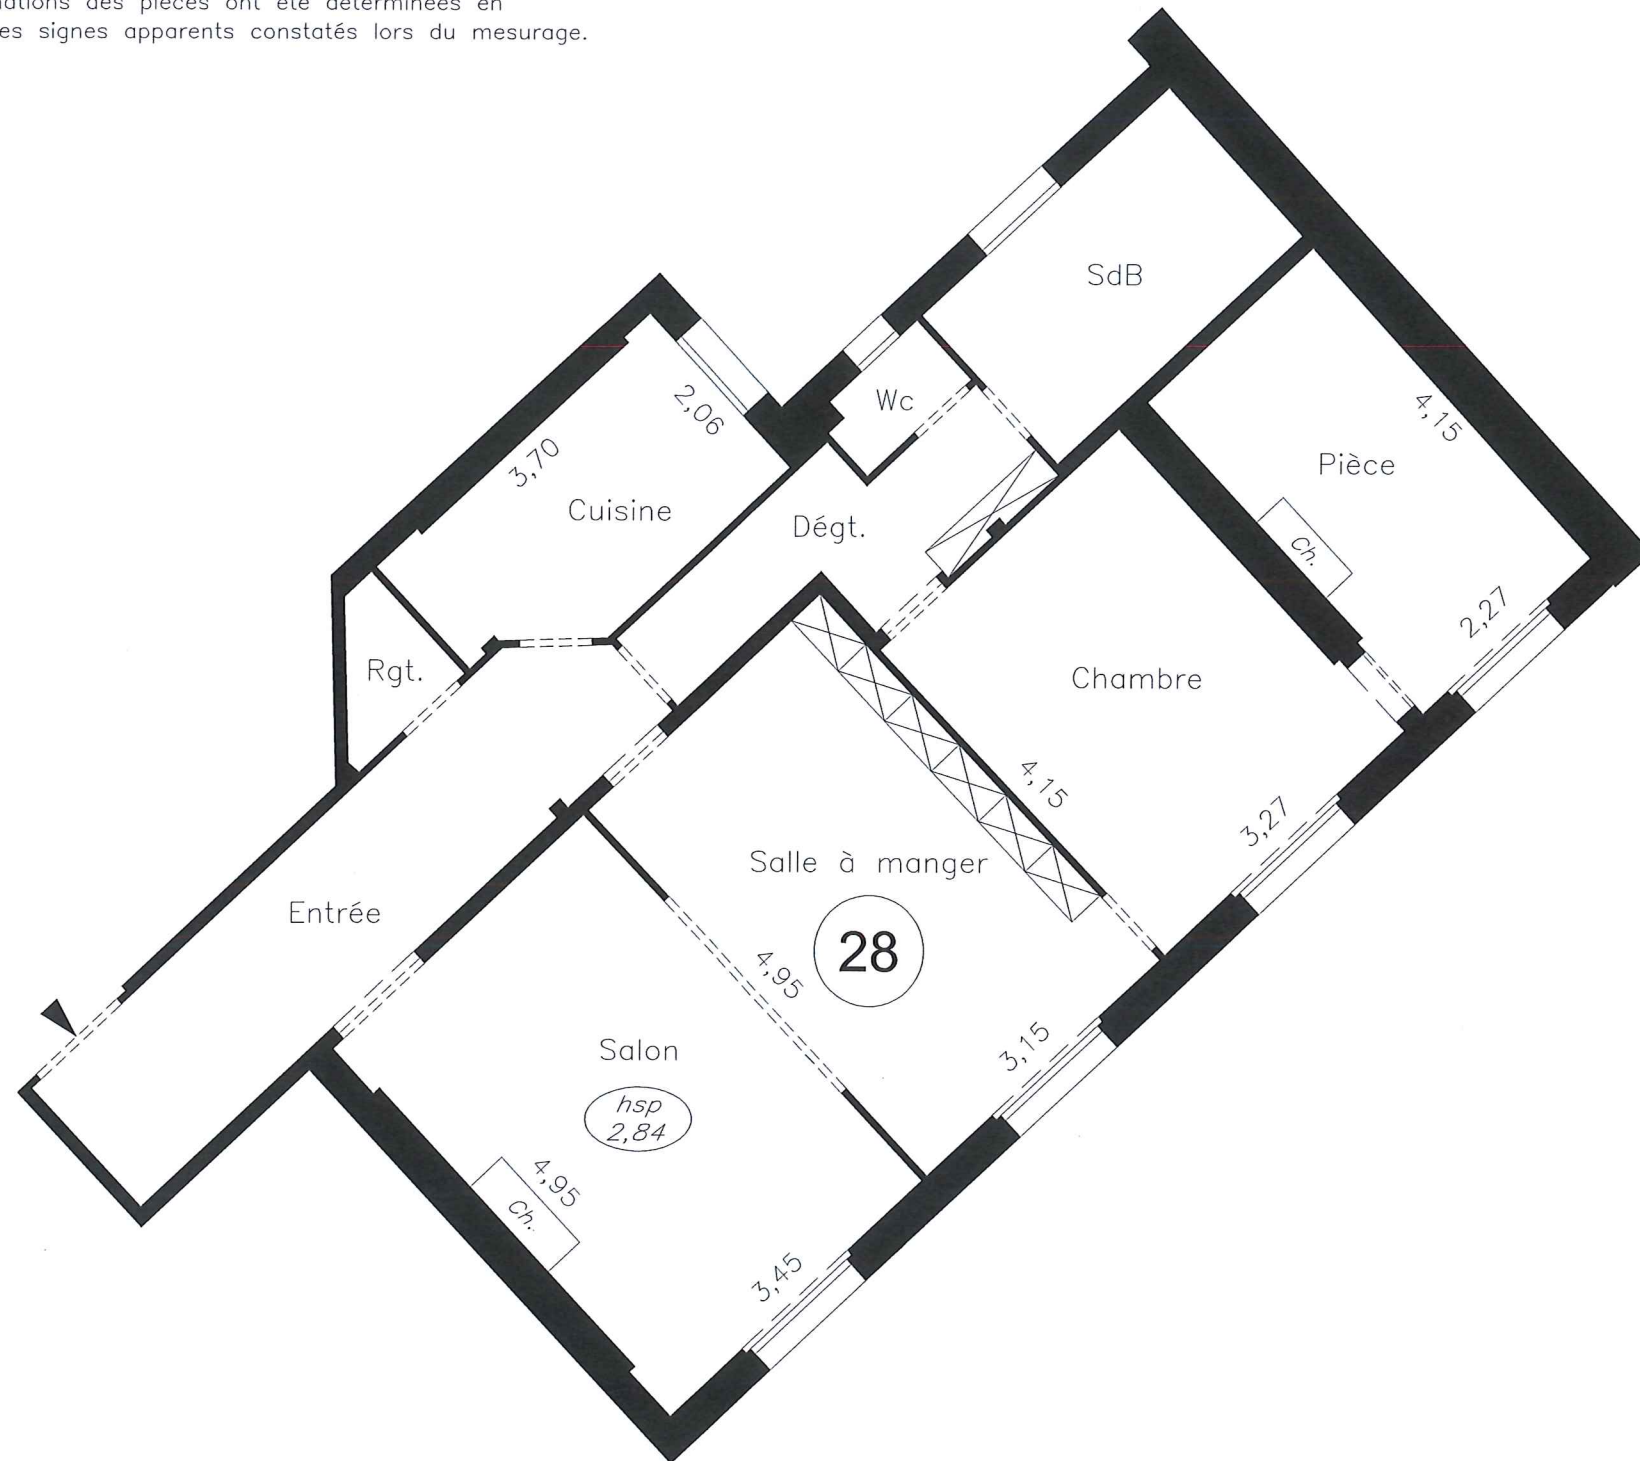 des pièces ont été déterminées en
signes apparents constatés lors du mesurage.
SdB
Wc
2,06
3,70
4,15
Pièce
Cuisine
Dégt.
Ch.
2,27
Rgt.
Chambre
4,15
3,27
Salle à manger
Entrée
28
4,95
3,15
Salon
hsp
2,84
4,95
Ch.
3,45